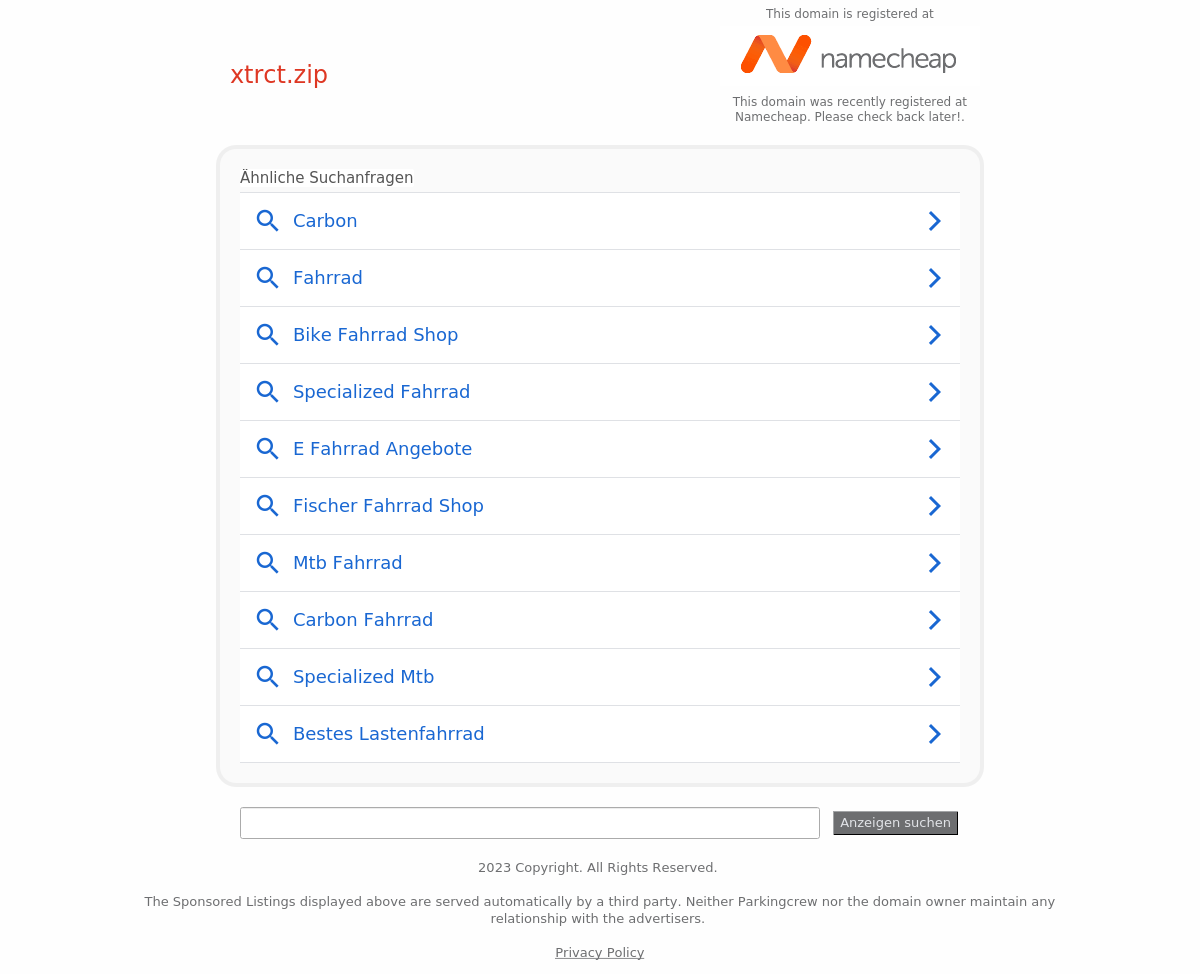 This domain is registered at
namecheap
xtrct.zip
This domain was recently registered at
Namecheap. Please check back later!.
Ähnliche Suchanfragen
Carbon
Fahrrad
Bike Fahrrad Shop
Specialized Fahrrad
E Fahrrad Angebote
Fischer Fahrrad Shop
Mtb Fahrrad
Carbon Fahrrad
Specialized Mtb
Bestes Lastenfahrrad
Anzeigen suchen
2023 Copyright. All Rights Reserved.
The Sponsored Listings displayed above are served automatically by a third party. Neither Parkingcrew nor the domain owner maintain any
relationship with the advertisers.
Privacy Policy